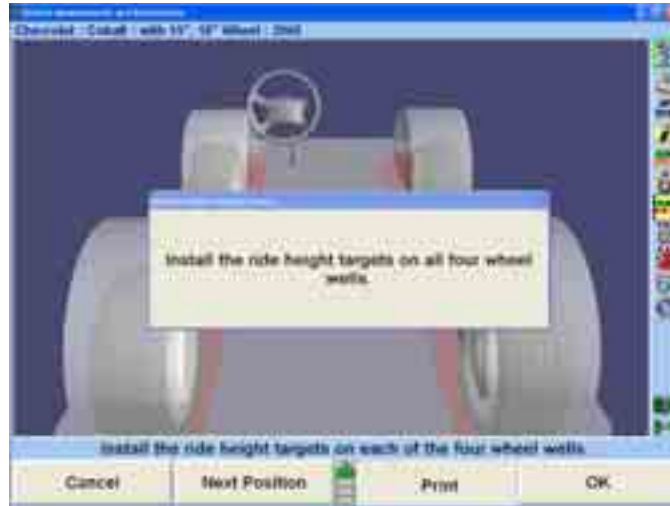 Chevrolet : Cobalt : with 15", 16" Wheel : 2005
Install the ride height targets on all four wheel
wells.
Install the ride height targets on each of the four wheel wells
Cancel
Next Position
Print
OK